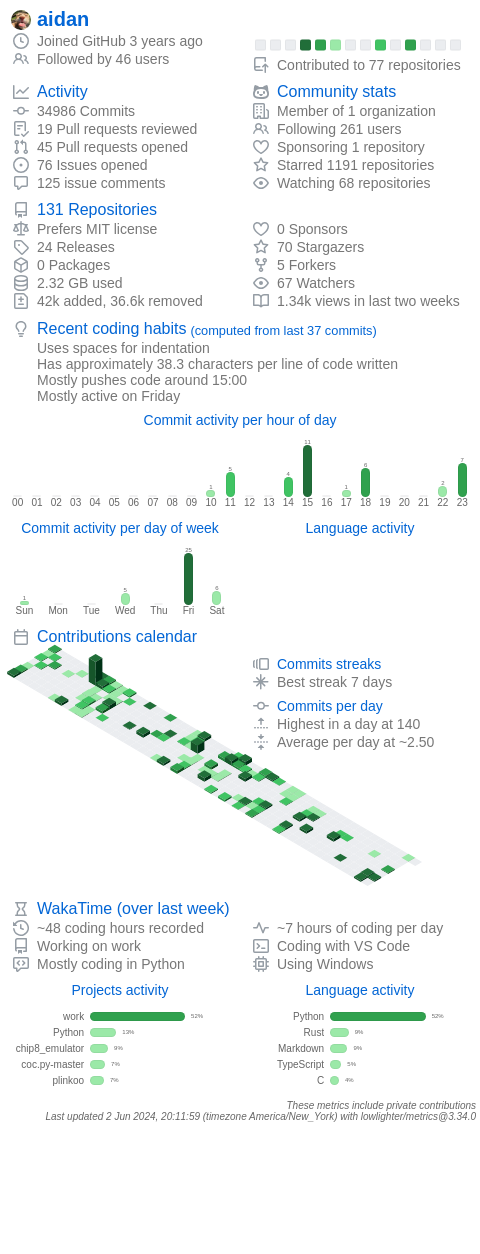 aidan
Joined GitHub 3 years ago
Followed by 46 users
Contributed to 77 repositories
Activity
34986 Commits
19 Pull requests reviewed
45 Pull requests opened
76 Issues opened
125 issue comments
Community stats
Member of 1 organization
Following 261 users
Sponsoring 1 repository
Starred 1191 repositories
Watching 68 repositories
131 Repositories
Prefers MIT license
24 Releases
0 Packages
2.32 GB used
42k added, 36.6k removed
0 Sponsors
70 Stargazers
5 Forkers
67 Watchers
1.34k views in last two weeks
Recent coding habits (computed from last 37 commits)
Uses spaces for indentation
Has approximately 38.3 characters per line of code written
Mostly pushes code around 15:00
Mostly active on Friday
Commit activity per hour of day
1 5 4 11 1 6 2 7
00 01 02 03 04 05 06 07 08 09 10 11 12 13 14 15 16 17 18 19 20 21 22 23
Commit activity per day of week
1 5 25 6
Sun Mon Tue Wed Thu Fri Sat
Language activity
Contributions calendar
Commits streaks
Best streak 7 days
Commits per day
Highest in a day at 140
Average per day at ~2.50
WakaTime (over last week)
~48 coding hours recorded
Working on work
Mostly coding in Python
~7 hours of coding per day
Coding with VS Code
Using Windows
Projects activity
work 52%
Python 13%
chip8_emulator 9%
coc.py-master 7%
plinkoo 7%
Language activity
Python 52%
Rust 9%
Markdown 9%
TypeScript 5%
C 4%
These metrics include private contributions
Last updated 2 Jun 2024, 20:11:59 (timezone America/New_York) with lowlighter/metrics@3.34.0